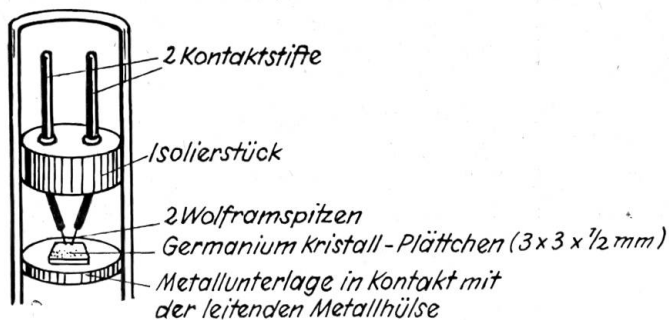 2 Kontaktstifte
Isolierstück
2 Wolframspitzen
Germanium Kristall-Plättchen (3 x 3 x 1/2 mm)
Metallunterlage in Kontakt mit
der leitenden Metallhülse